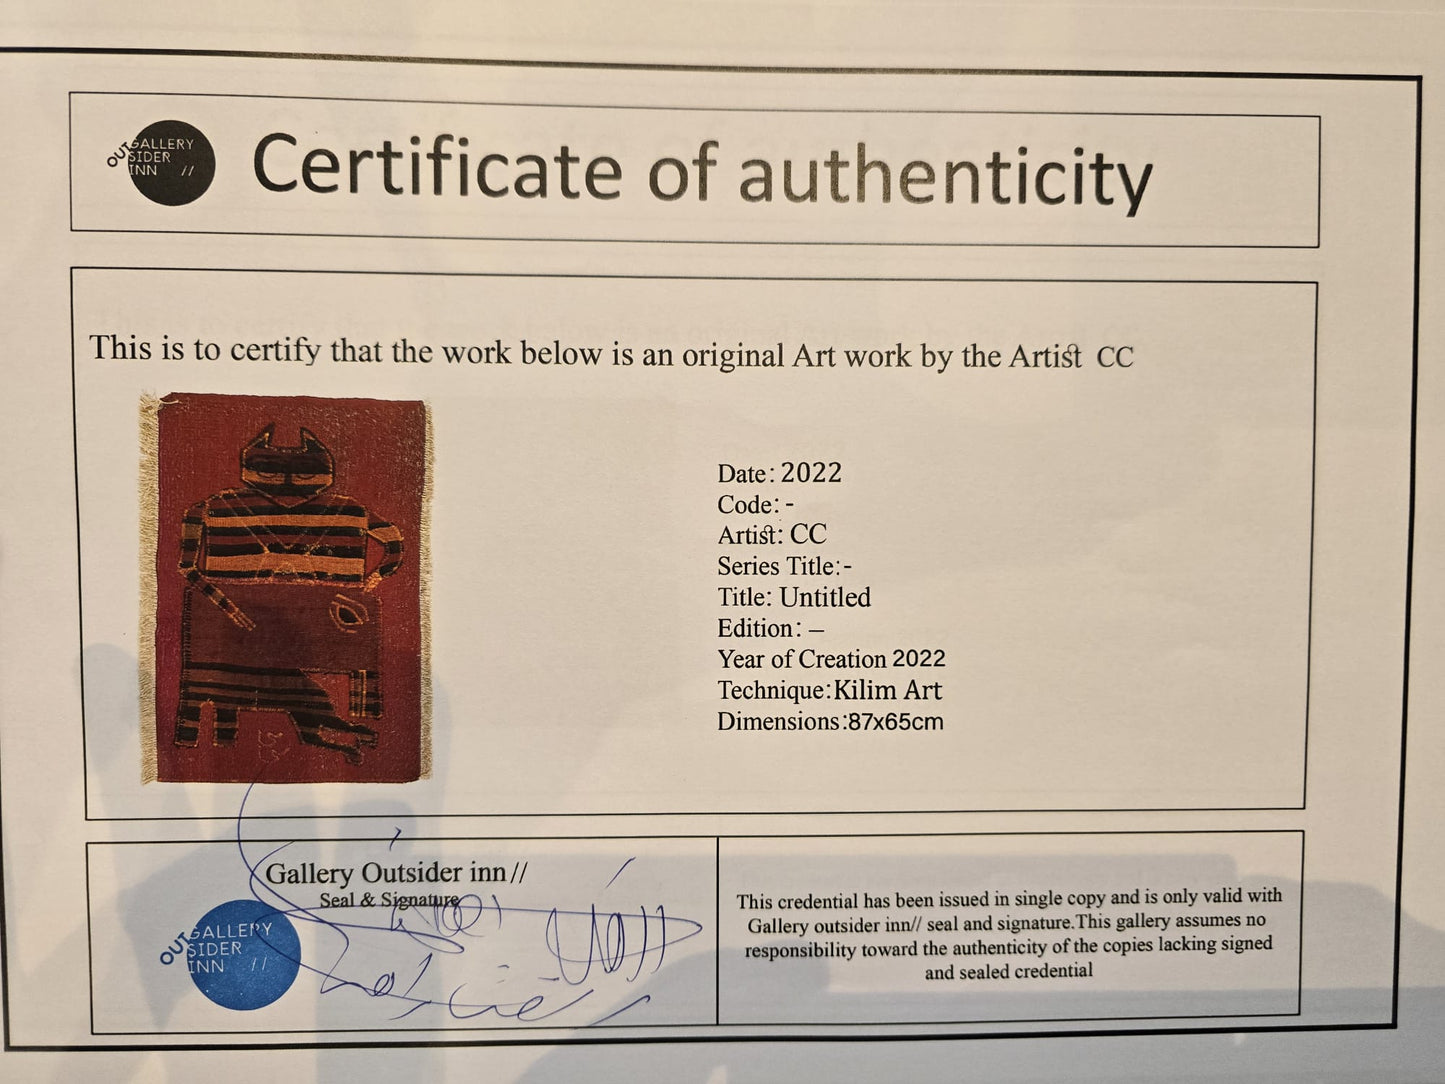 OUT GALLERY
SIDER
INN //
Certificate of authenticity
This is to certify that the work below is an original Art work by the Artist CC
Date: 2022
Code: -
Artist: CC
Series Title:-
Title: Untitled
Edition: –
Year of Creation 2022
Technique:Kilim Art
Dimensions:87x65cm
Gallery Outsider inn//
Seal & Signature
OUT GALLERY
SIDER
INN //
This credential has been issued in single copy and is only valid with
Gallery outsider inn// seal and signature.This gallery assumes no
responsibility toward the authenticity of the copies lacking signed
and sealed credential